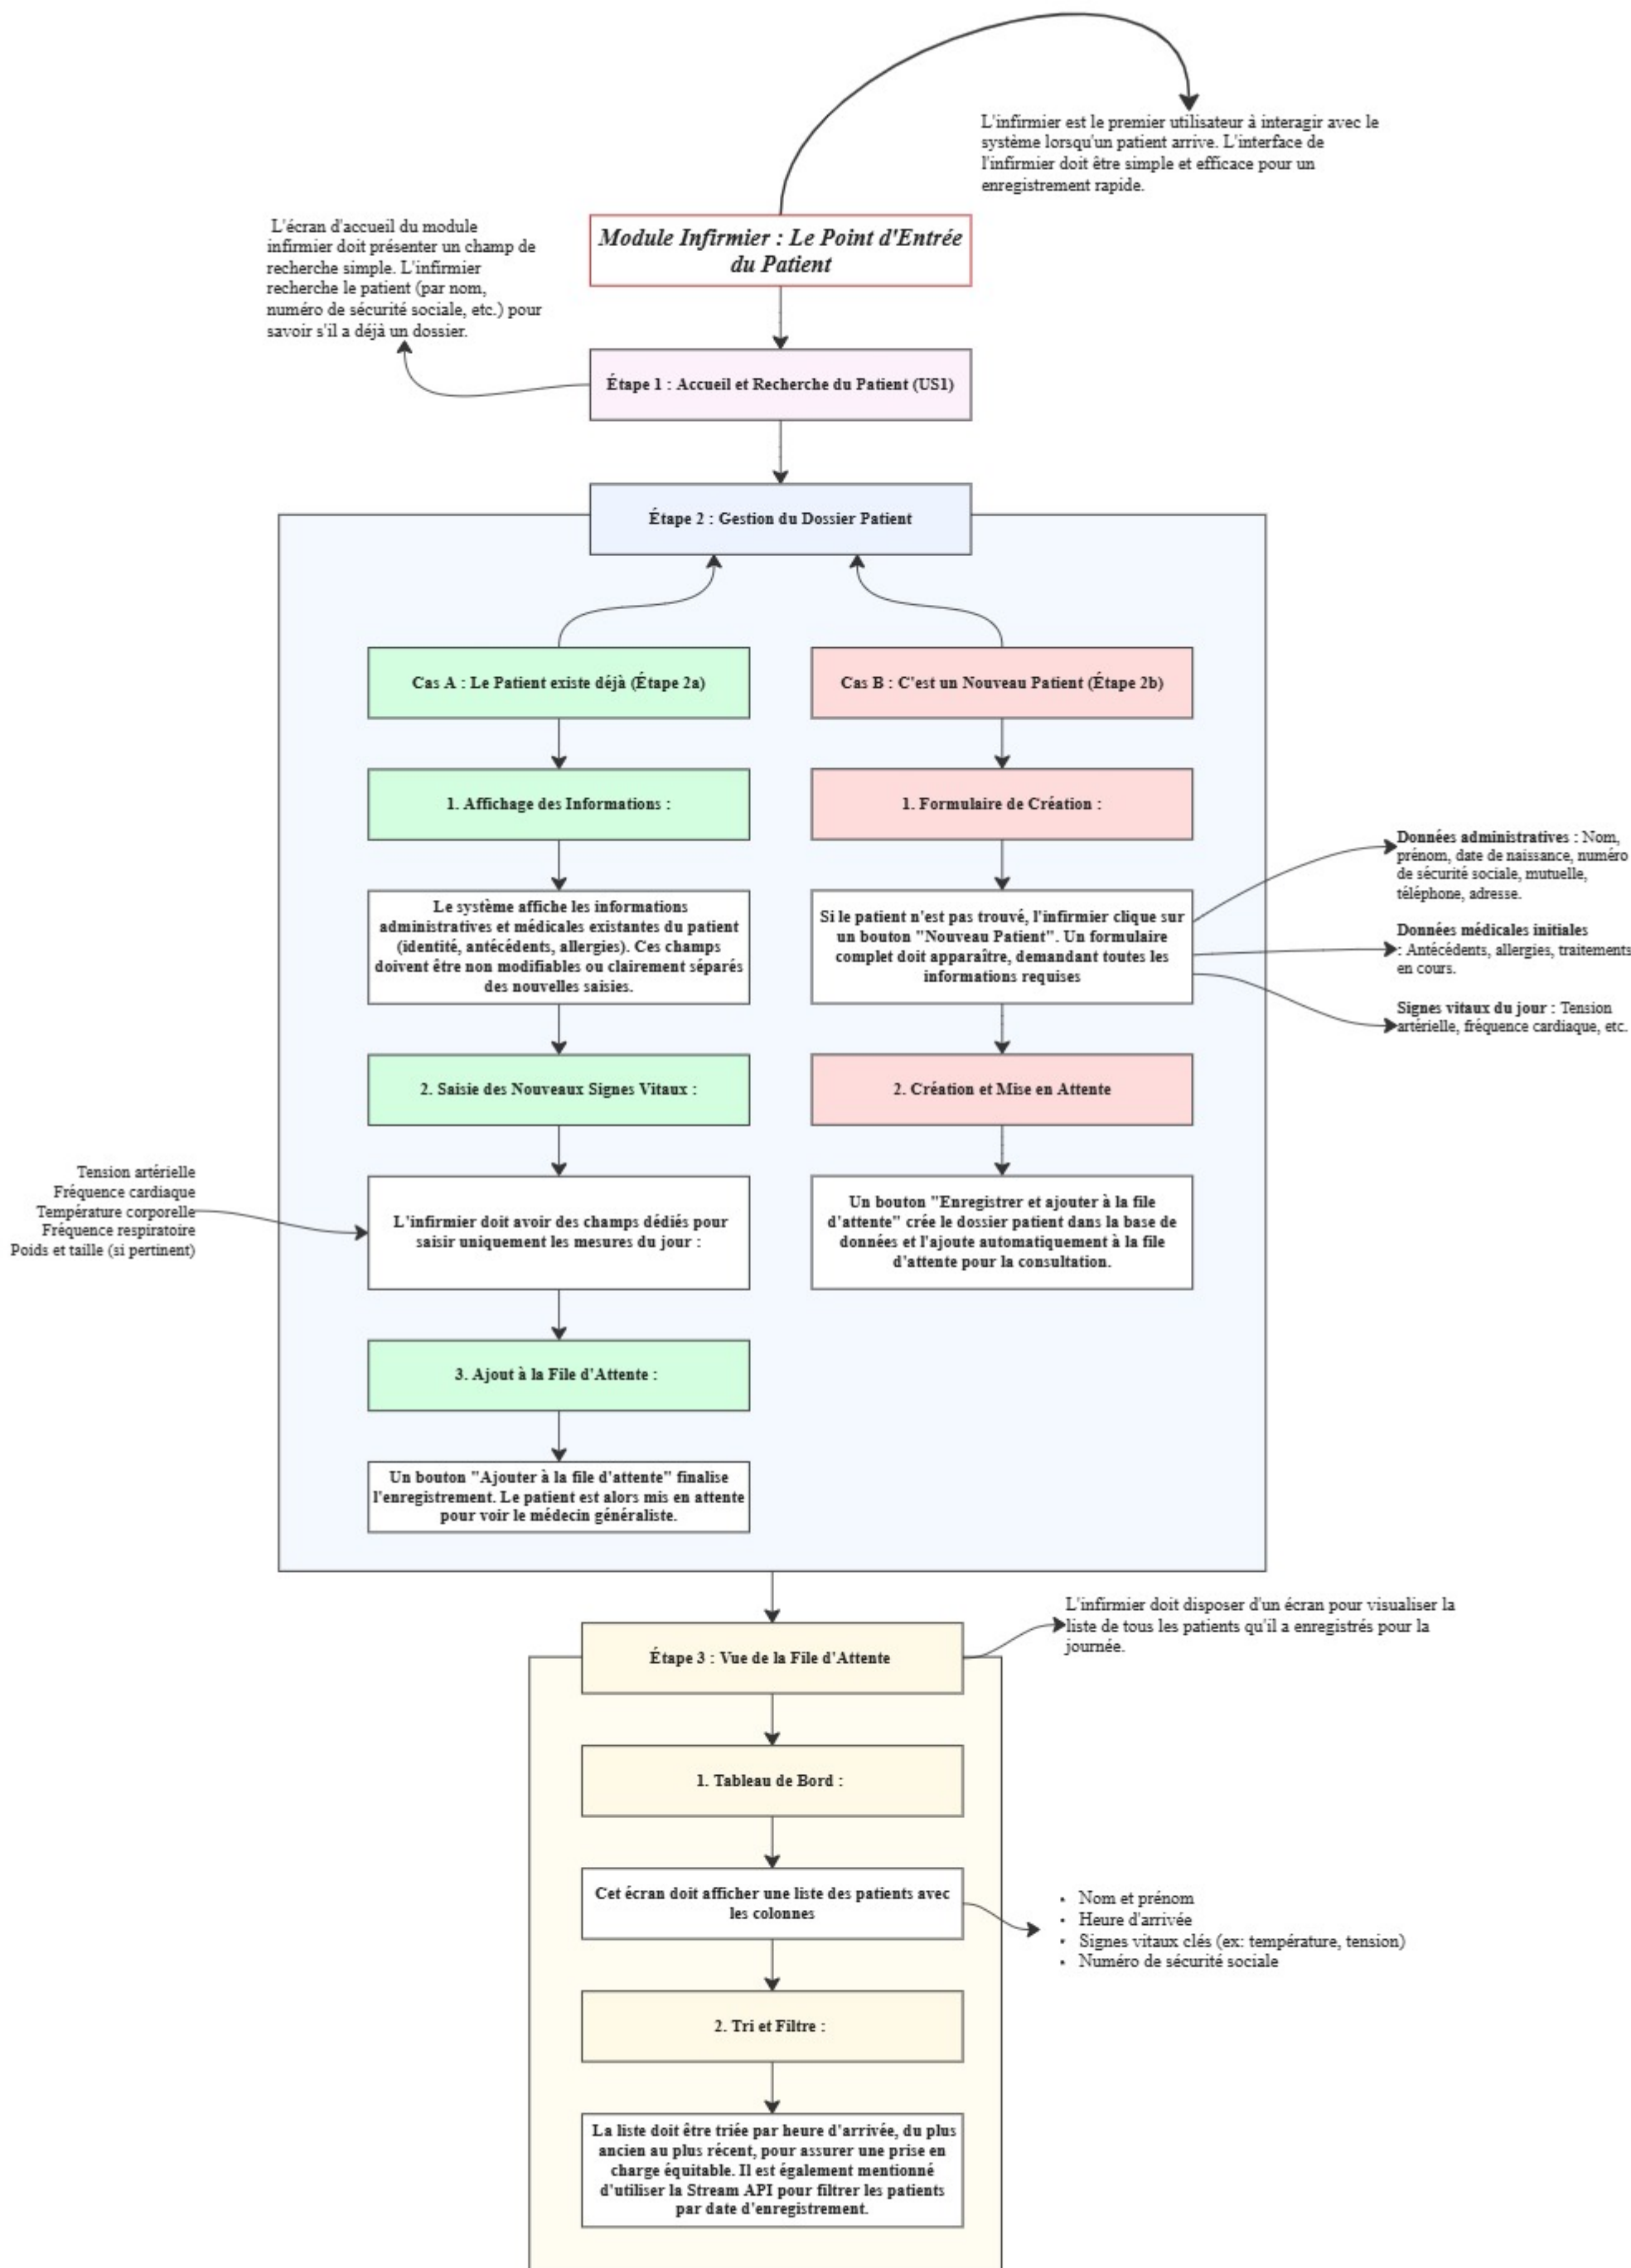 L'infirmier est le premier utilisateur à interagir avec le
système lorsqu'un patient arrive. L'interface de
l'infirmier doit être simple et efficace pour un
enregistrement rapide.
Module Infirmier : Le Point d'Entrée
du Patient
L'écran d'accueil du module
infirmier doit présenter un champ de
recherche simple. L'infirmier
recherche le patient (par nom,
numéro de sécurité sociale, etc.) pour
savoir s'il a déjà un dossier.
Étape 1 : Accueil et Recherche du Patient (US1)
Étape 2 : Gestion du Dossier Patient
Cas A : Le Patient existe déjà (Étape 2a)
1. Affichage des Informations :
Le système affiche les informations
administratives et médicales existantes du patient
(identité, antécédents, allergies). Ces champs
doivent être non modifiables ou clairement séparés
des nouvelles saisies.
2. Saisie des Nouveaux Signes Vitaux :
Tension artérielle
Fréquence cardiaque
Température corporelle
Fréquence respiratoire
Poids et taille (si pertinent)
L'infirmier doit avoir des champs dédiés pour
saisir uniquement les mesures du jour :
3. Ajout à la File d'Attente :
Un bouton "Ajouter à la file d'attente" finalise
l'enregistrement. Le patient est alors mis en attente
pour voir le médecin généraliste.
Cas B : C'est un Nouveau Patient (Étape 2b)
1. Formulaire de Création :
Si le patient n'est pas trouvé, l'infirmier clique sur
un bouton "Nouveau Patient". Un formulaire
complet doit apparaître, demandant toutes les
informations requises
Données administratives : Nom,
prénom, date de naissance, numéro
de sécurité sociale, mutuelle,
téléphone, adresse.
Données médicales initiales
: Antécédents, allergies, traitements
en cours.
Signes vitaux du jour : Tension
artérielle, fréquence cardiaque, etc.
2. Création et Mise en Attente
Un bouton "Enregistrer et ajouter à la file
d'attente" crée le dossier patient dans la base de
données et l'ajoute automatiquement à la file
d'attente pour la consultation.
Étape 3 : Vue de la File d'Attente
L'infirmier doit disposer d'un écran pour visualiser la
liste de tous les patients qu'il a enregistrés pour la
journée.
1. Tableau de Bord :
Cet écran doit afficher une liste des patients avec
les colonnes
• Nom et prénom
• Heure d'arrivée
• Signes vitaux clés (ex: température, tension)
• Numéro de sécurité sociale
2. Tri et Filtre :
La liste doit être triée par heure d'arrivée, du plus
ancien au plus récent, pour assurer une prise en
charge équitable. Il est également mentionné
d'utiliser la Stream API pour filtrer les patients
par date d'enregistrement.